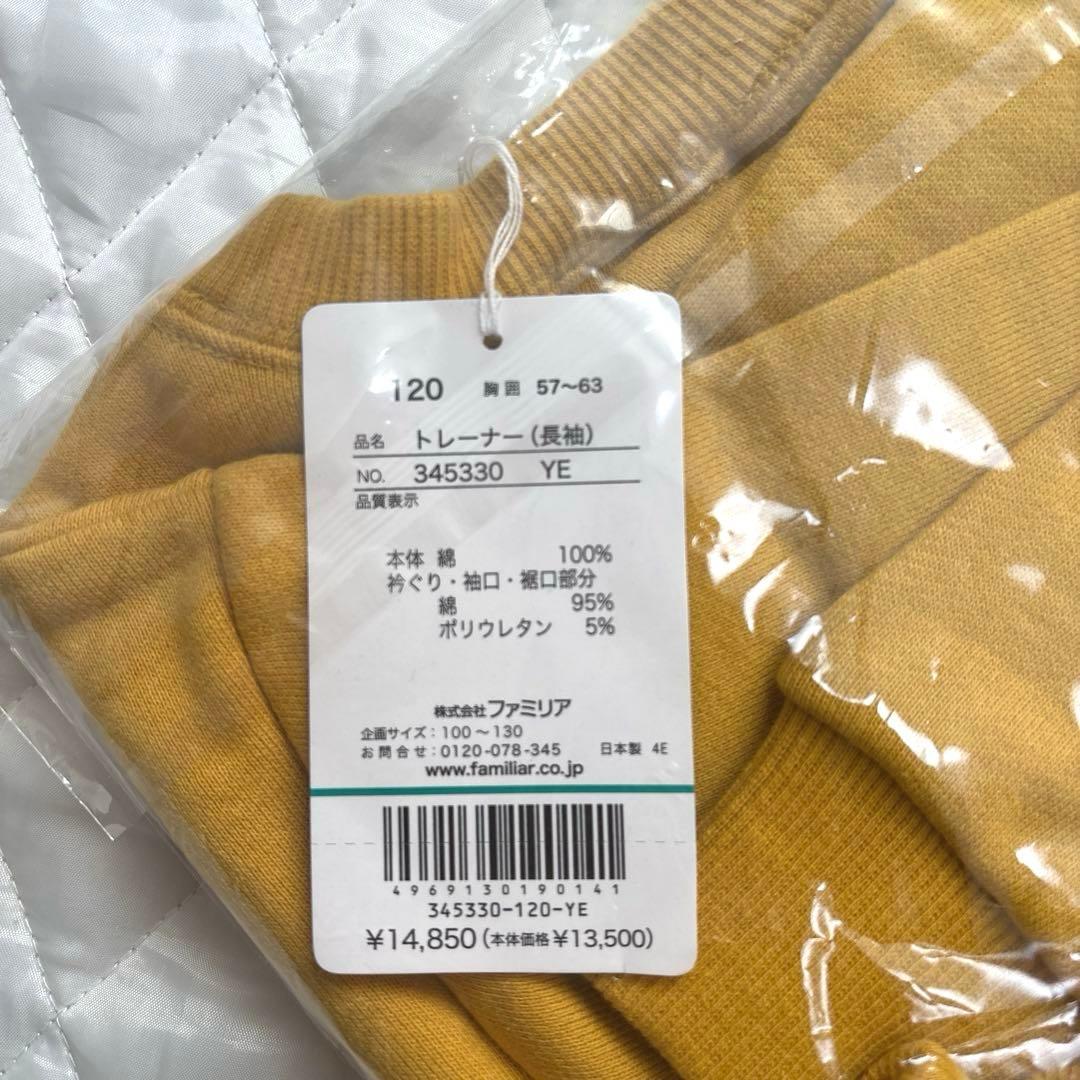 120 胸囲 57〜63
品名 トレーナー(長袖)
NO. 345330 YE
品質表示
本体 綿 100%
衿ぐり・袖口・裾口部分
綿 95%
ポリウレタン 5%
株式会社ファミリア
企画サイズ:100〜130
お問合せ:0120-078-345 日本製 4E
www.familiar.co.jp
4969130190141
345330-120-YE
¥14,850(本体価格¥13,500)